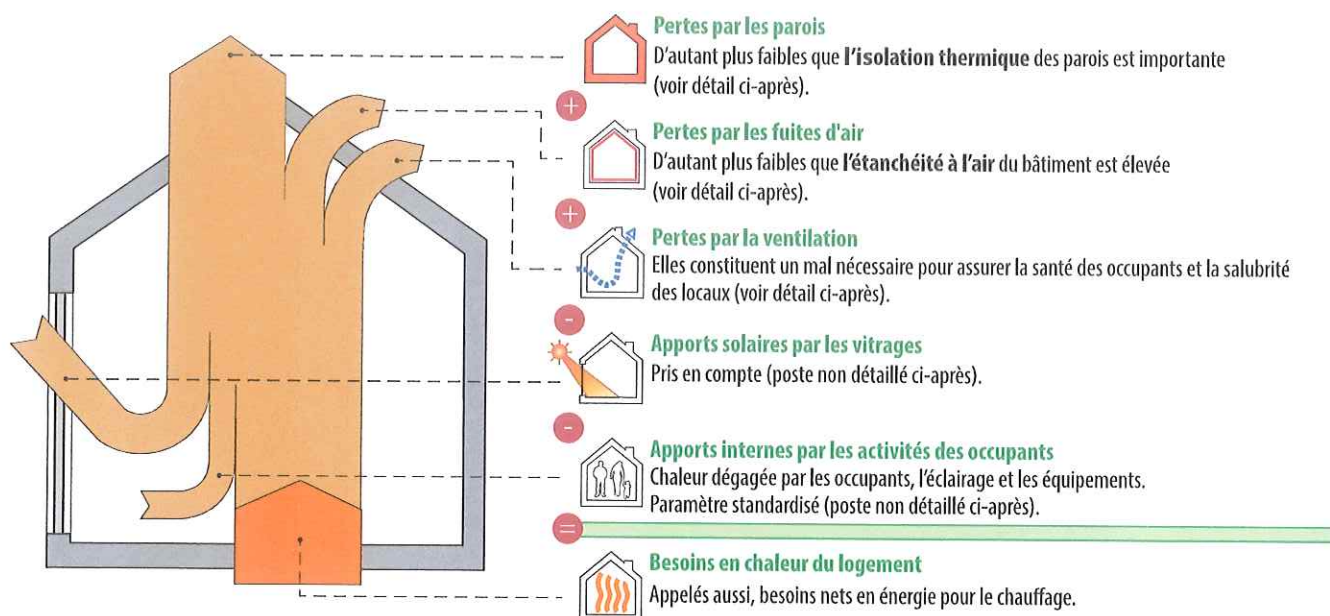 Pertes par les parois
D'autant plus faibles que l'isolation thermique des parois est importante
(voir détail ci-après).
+
Pertes par les fuites d'air
D'autant plus faibles que l'étanchéité à l'air du bâtiment est élevée
(voir détail ci-après).
+
Pertes par la ventilation
Elles constituent un mal nécessaire pour assurer la santé des occupants et la salubrité
des locaux (voir détail ci-après).
-
Apports solaires par les vitrages
Pris en compte (poste non détaillé ci-après).
-
Apports internes par les activités des occupants
Chaleur dégagée par les occupants, l'éclairage et les équipements.
Paramètre standardisé (poste non détaillé ci-après).
=
Besoins en chaleur du logement
Appelés aussi, besoins nets en énergie pour le chauffage.